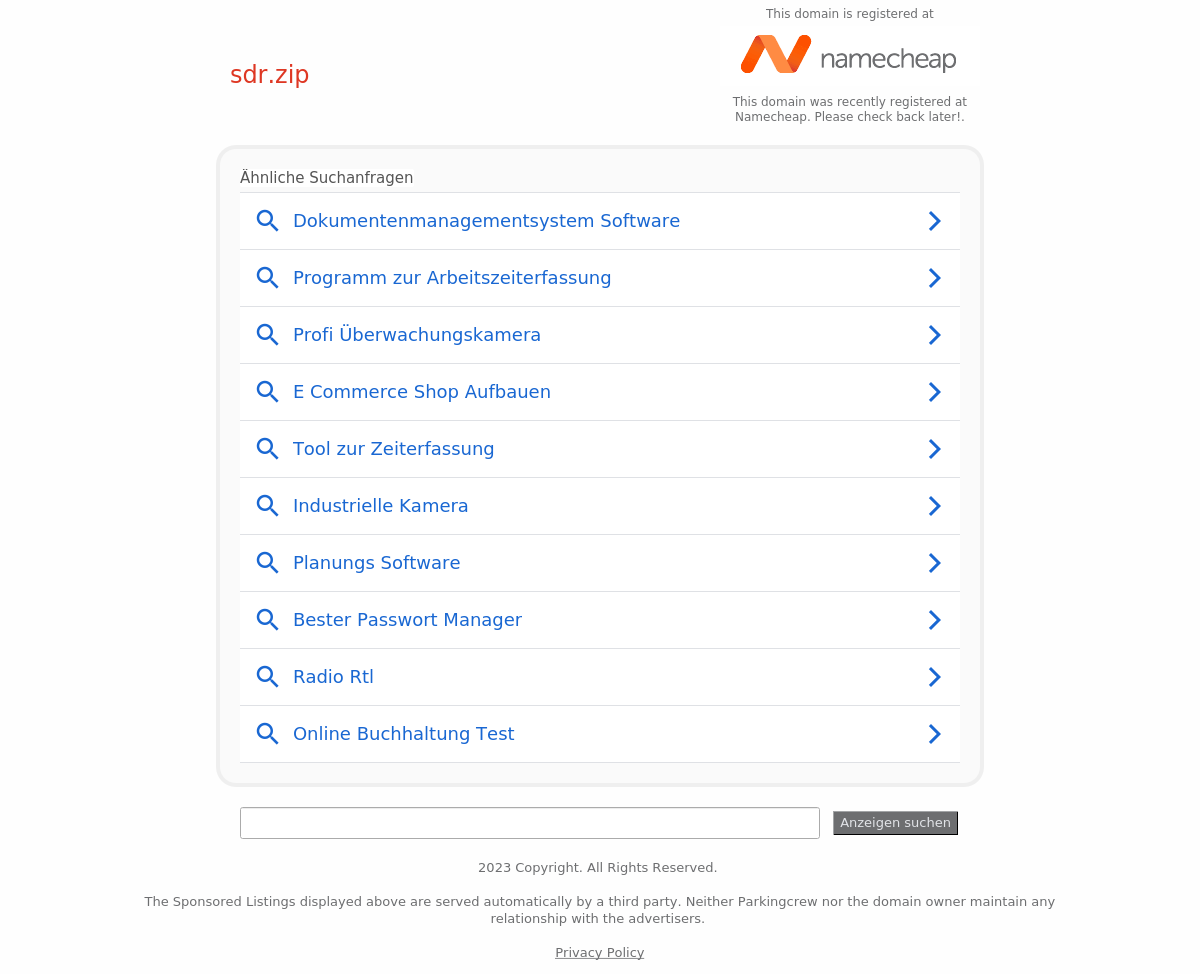 This domain is registered at
namecheap
sdr.zip
This domain was recently registered at
Namecheap. Please check back later!.
Ähnliche Suchanfragen
Dokumentenmanagementsystem Software
Programm zur Arbeitszeiterfassung
Profi Überwachungskamera
E Commerce Shop Aufbauen
Tool zur Zeiterfassung
Industrielle Kamera
Planungs Software
Bester Passwort Manager
Radio Rtl
Online Buchhaltung Test
Anzeigen suchen
2023 Copyright. All Rights Reserved.
The Sponsored Listings displayed above are served automatically by a third party. Neither Parkingcrew nor the domain owner maintain any
relationship with the advertisers.
Privacy Policy